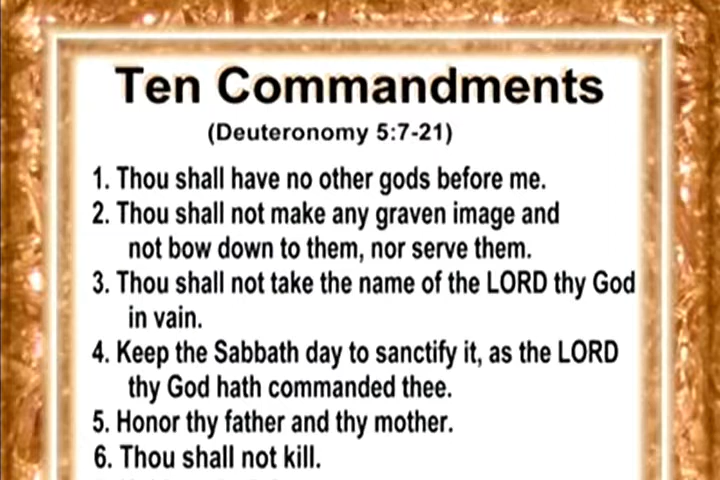 Ten Commandments
(Deuteronomy 5:7-21)
1. Thou shall have no other gods before me.
2. Thou shall not make any graven image and
not bow down to them, nor serve them.
3. Thou shall not take the name of the LORD thy God
in vain.
4. Keep the Sabbath day to sanctify it, as the LORD
thy God hath commanded thee.
5. Honor thy father and thy mother.
6. Thou shall not kill.